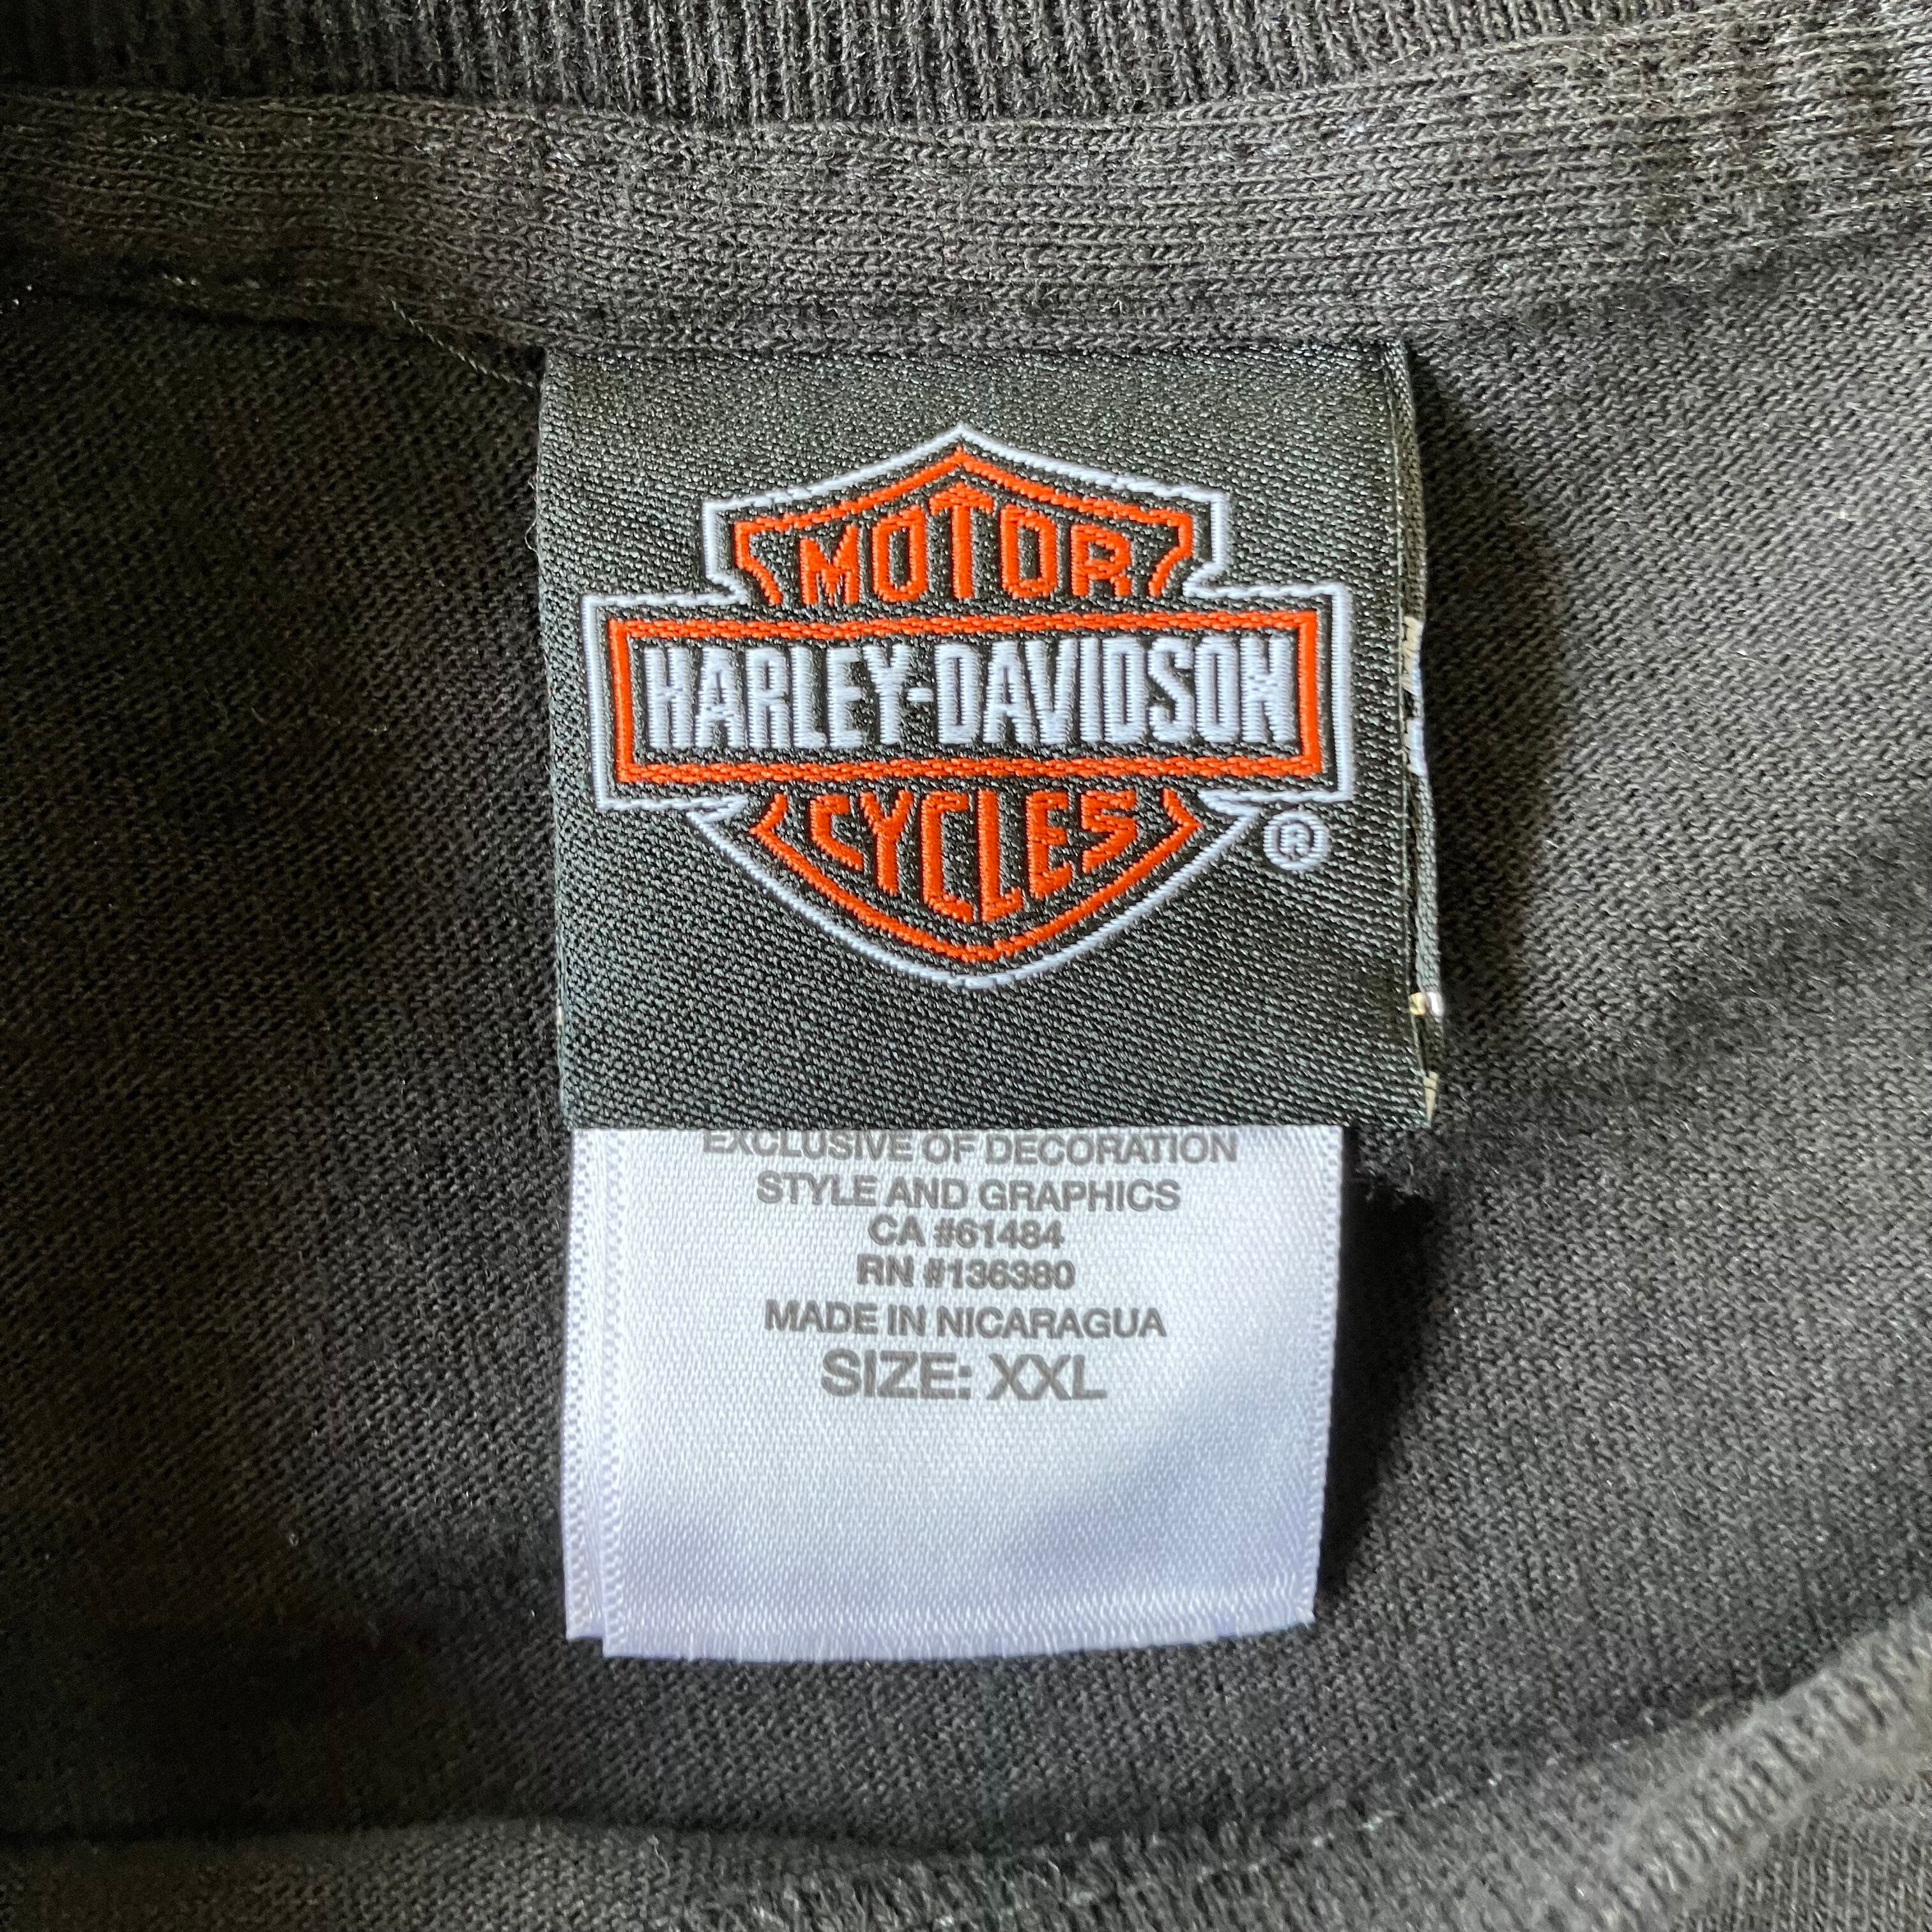 MOTOR
HARLEY-DAVIDSON
CYCLES
®
EXCLUSIVE OF DECORATION
STYLE AND GRAPHICS
CA #61484
RN #136380
MADE IN NICARAGUA
SIZE: XXL